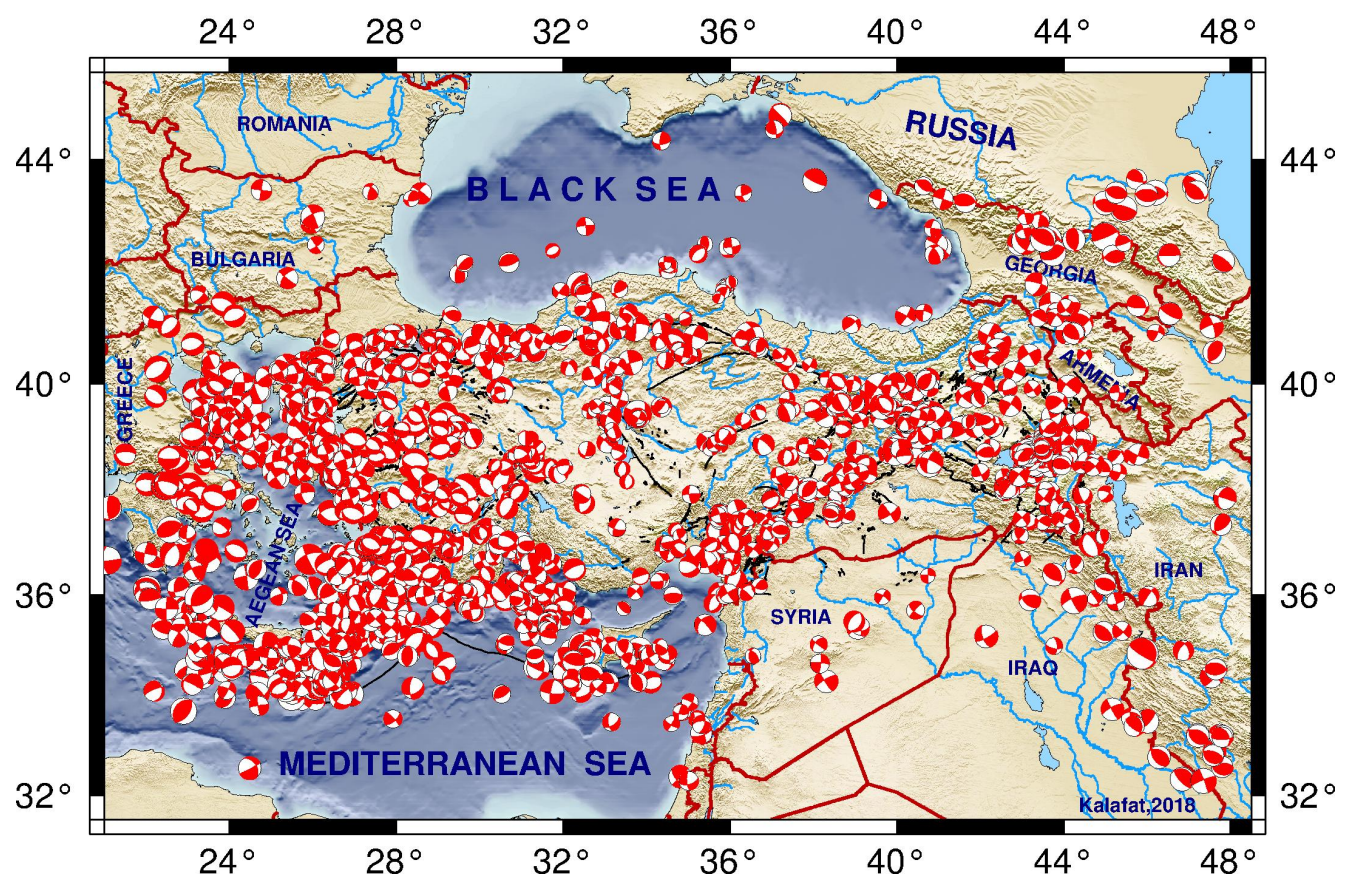 24° 28° 32° 36° 40° 44° 48°
ROMANIA
RUSSIA
44° 44°
BLACK SEA
BULGARIA
GEORGIA
ARMENIA
40° 40°
GREECE
AEGEAN SEA
IRAN
36° 36°
SYRIA
IRAQ
MEDITERRANEAN SEA
32° 32°
Kalafat,2018
24° 28° 32° 36° 40° 44° 48°